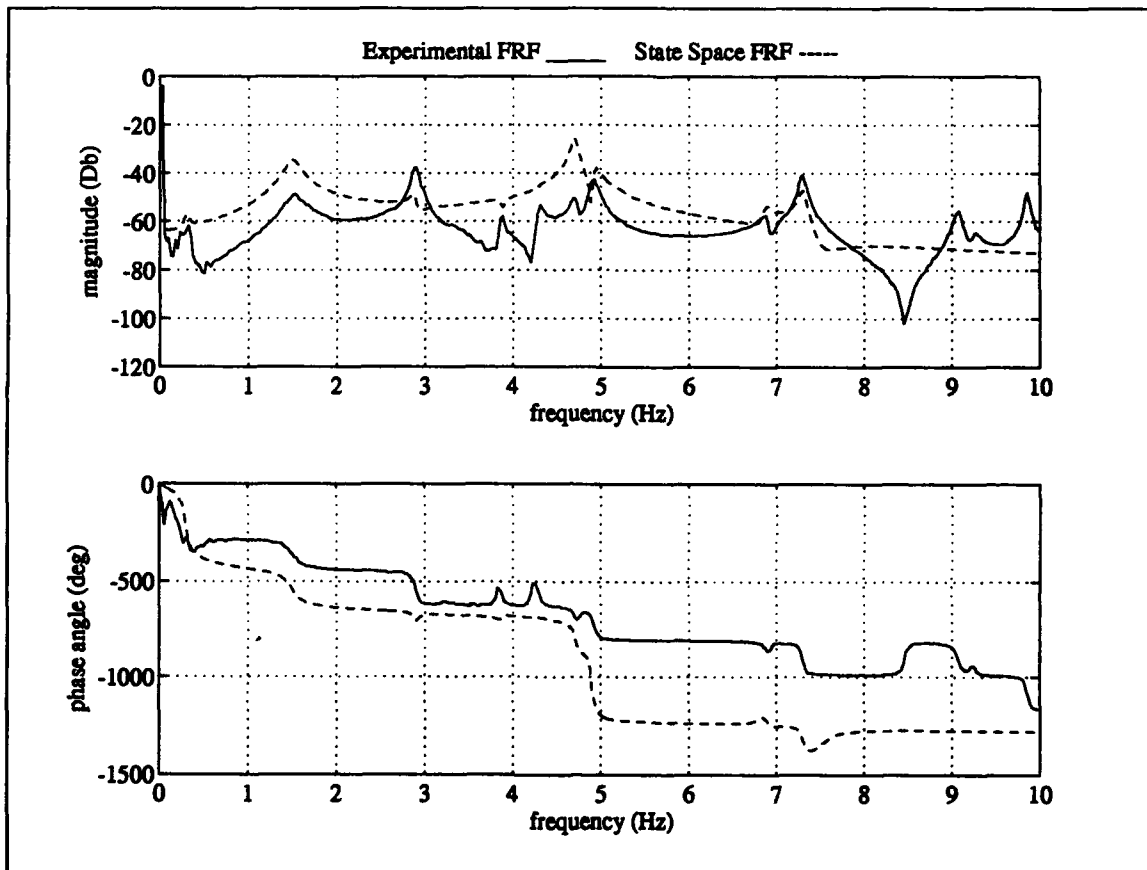 Experimental FRF ——— State Space FRF -----
0
-20
-40
-60
-80
-100
-120
magnitude (Db)
0 1 2 3 4 5 6 7 8 9 10
frequency (Hz)
0
-500
-1000
-1500
phase angle (deg)
0 1 2 3 4 5 6 7 8 9 10
frequency (Hz)